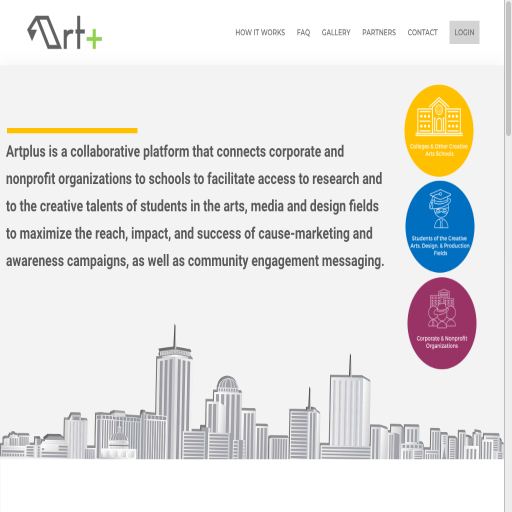 Art+
HOW IT WORKS
FAQ
GALLERY
PARTNERS
CONTACT
LOGIN
Artplus is a collaborative platform that connects corporate and
nonprofit organizations to schools to facilitate access to research and
to the creative talents of students in the arts, media and design fields
to maximize the reach, impact, and success of cause-marketing and
awareness campaigns, as well as community engagement messaging.
Colleges & Other Creative
Arts Schools
Students of the Creative
Arts, Design, & Production
Fields
Corporate & Nonprofit
Organizations